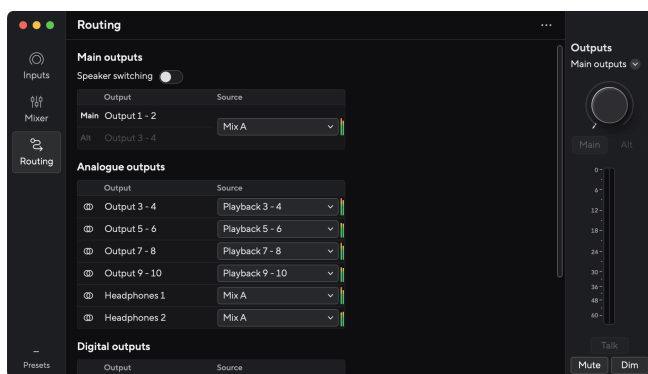 Routing
...
Inputs
Mixer
Routing
Presets
Main outputs
Speaker switching
Output Source
Main Output 1 - 2 Mix A
Alt Output 3 - 4
Analogue outputs
Output Source
Output 3 - 4 Playback 3 - 4
Output 5 - 6 Playback 5 - 6
Output 7 - 8 Playback 7 - 8
Output 9 - 10 Playback 9 - 10
Headphones 1 Mix A
Headphones 2 Mix A
Digital outputs
Output Source
Outputs
Main outputs
Main Alt
0
6
12
18
24
30
36
48
60
Talk
Mute Dim